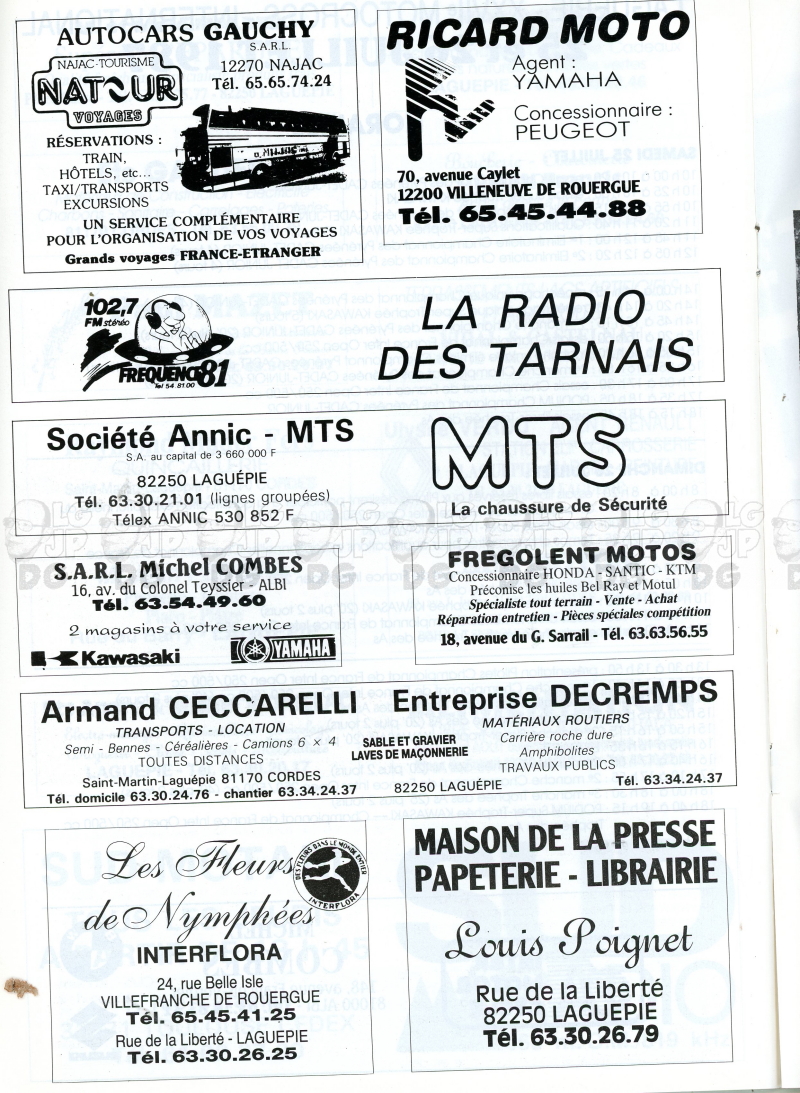 AUTOCARS GAUCHY
S.A.R.L.
NAJAC-TOURISME
NATOUR
VOYAGES
12270 NAJAC
Tél. 65.65.74.24
RÉSERVATIONS :
TRAIN,
HÔTELS, etc...
TAXI/TRANSPORTS
EXCURSIONS
UN SERVICE COMPLÉMENTAIRE
POUR L'ORGANISATION DE VOS VOYAGES
Grands voyages FRANCE-ETRANGER
RICARD MOTO
Agent :
YAMAHA
Concessionnaire :
PEUGEOT
70, avenue Caylet
12200 VILLENEUVE DE ROUERGUE
Tél. 65.45.44.88
102,7
FM stéréo
FREQUENCE 81
Tel 54.81.00
LA RADIO
DES TARNAIS
Société Annic - MTS
S.A. au capital de 3 660 000 F
82250 LAGUÉPIE
Tél. 63.30.21.01 (lignes groupées)
Télex ANNIC 530 852 F
MTS
La chaussure de Sécurité
S.A.R.L. Michel COMBES
16, av. du Colonel Teyssier - ALBI
Tél. 63.54.49.60
2 magasins à votre service
Kawasaki
YAMAHA
FREGOLENT MOTOS
Concessionnaire HONDA - SANTIC - KTM
Préconise les huiles Bel Ray et Motul
Spécialiste tout terrain - Vente - Achat
Réparation entretien - Pièces spéciales compétition
18, avenue du G. Sarrail - Tél. 63.63.56.55
Armand CECCARELLI
TRANSPORTS - LOCATION
Semi - Bennes - Céréalières - Camions 6 × 4
TOUTES DISTANCES
Saint-Martin-Laguépie 81170 CORDES
Tél. domicile 63.30.24.76 - chantier 63.34.24.37
SABLE ET GRAVIER
LAVES DE MAÇONNERIE
Entreprise DECREMPS
MATÉRIAUX ROUTIERS
Carrière roche dure
Amphibolites
TRAVAUX PUBLICS
82250 LAGUÉPIE
Tél. 63.34.24.37
Les Fleurs
de Nymphées
DES FLEURS DANS LE MONDE ENTIER
INTERFLORA
INTERFLORA
24, rue Belle Isle
VILLEFRANCHE DE ROUERGUE
Tél. 65.45.41.25
Rue de la Liberté - LAGUEPIE
Tél. 63.30.26.25
MAISON DE LA PRESSE
PAPETERIE - LIBRAIRIE
Louis Poignet
Rue de la Liberté
82250 LAGUEPIE
Tél. 63.30.26.79